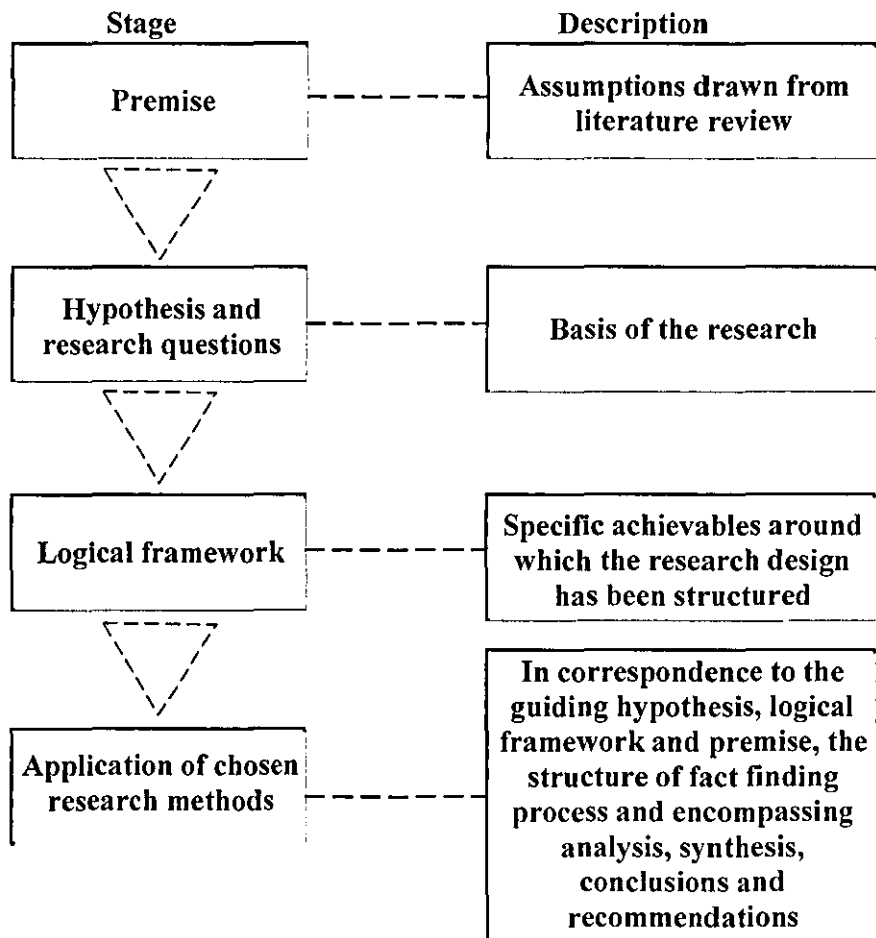 Stage
Description
Premise
Assumptions drawn from
literature review
Hypothesis and
research questions
Basis of the research
Logical framework
Specific achievables around
which the research design
has been structured
Application of chosen
research methods
In correspondence to the
guiding hypothesis, logical
framework and premise, the
structure of fact finding
process and encompassing
analysis, synthesis,
conclusions and
recommendations